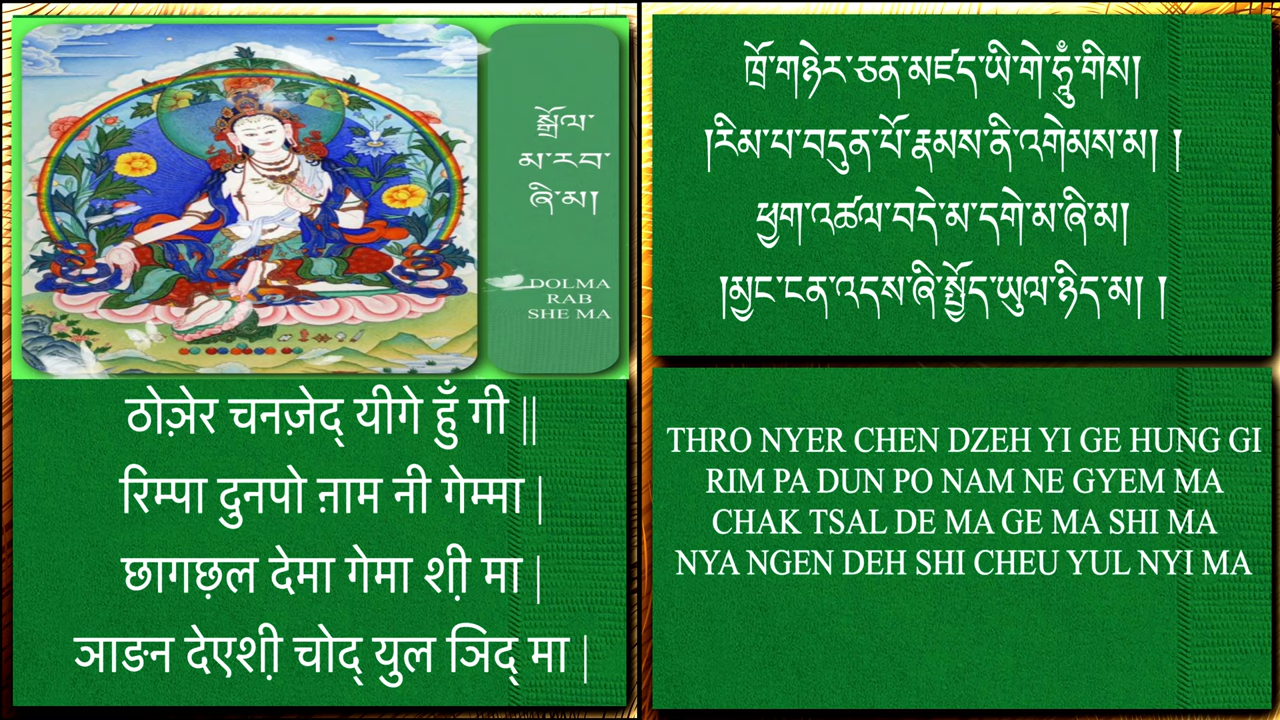 སྒྲོལ་
མ་རབ་
ཞི་མ།
DOLMA
RAB
SHE MA
ཁྲོ་གཉེར་ཅན་མཛད་ཡི་གེ་ཧཱུྃ་གིས།
།རིམ་པ་བདུན་པོ་རྣམས་ནི་འགེམས་མ། །
ཕྱག་འཚལ་བདེ་མ་དགེ་མ་ཞི་མ།
།མྱང་ངན་འདས་ཞི་སྤྱོད་ཡུལ་ཉིད་མ། །
ठोञे़र चनज़ेद् यीगे हुँ गी ||
रिम्पा दुनपो ऩाम नी गेम्मा |
छागछ़ल देमा गेमा शी़ मा |
ञाङन देएशी़ चोद् युल ञिद् मा |
THRO NYER CHEN DZEH YI GE HUNG GI
RIM PA DUN PO NAM NE GYEM MA
CHAK TSAL DE MA GE MA SHI MA
NYA NGEN DEH SHI CHEU YUL NYI MA